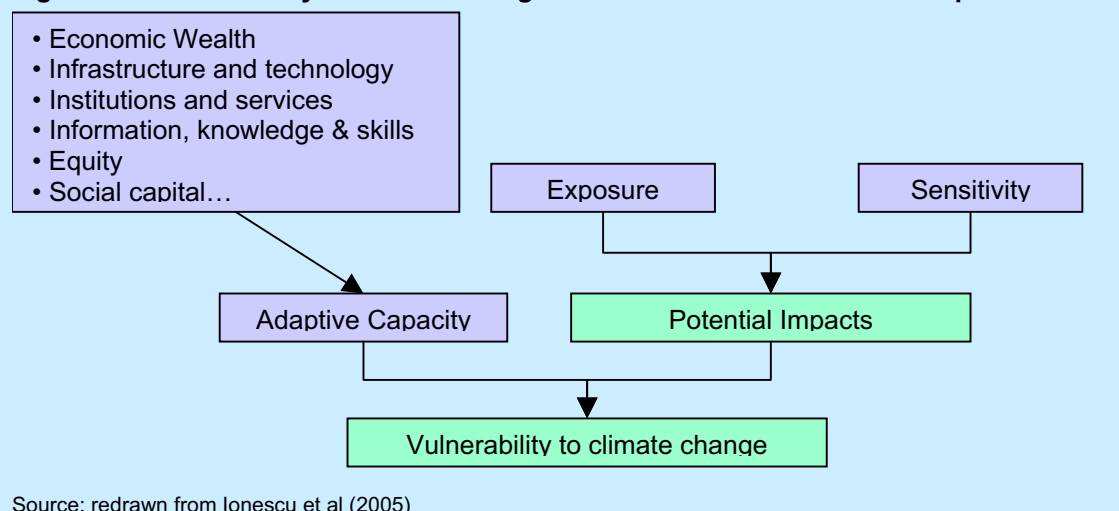 • Economic Wealth
• Infrastructure and technology
• Institutions and services
• Information, knowledge & skills
• Equity
• Social capital…
Exposure
Sensitivity
Adaptive Capacity
Potential Impacts
Vulnerability to climate change
Source: redrawn from Ionescu et al (2005)